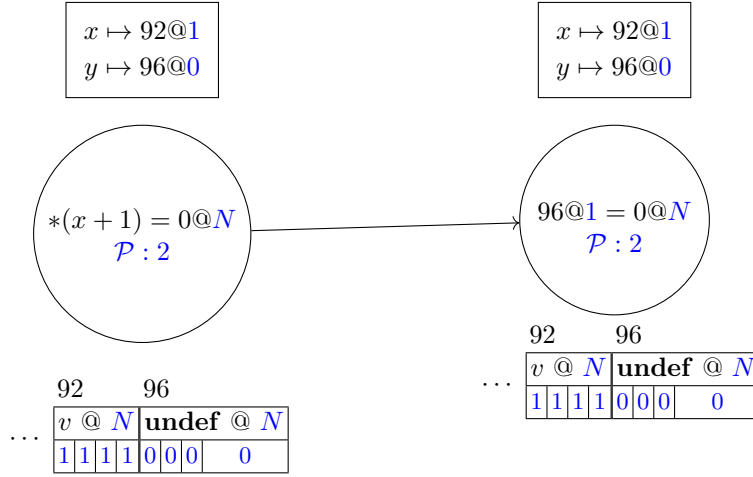 x ↦ 92@1
y ↦ 96@0
∗(x + 1) = 0@N
𝒫 : 2
92 96
v @ N undef @ N
...
1 1 1 1 0 0 0 0
x ↦ 92@1
y ↦ 96@0
96@1 = 0@N
𝒫 : 2
92 96
v @ N undef @ N
...
1 1 1 1 0 0 0 0